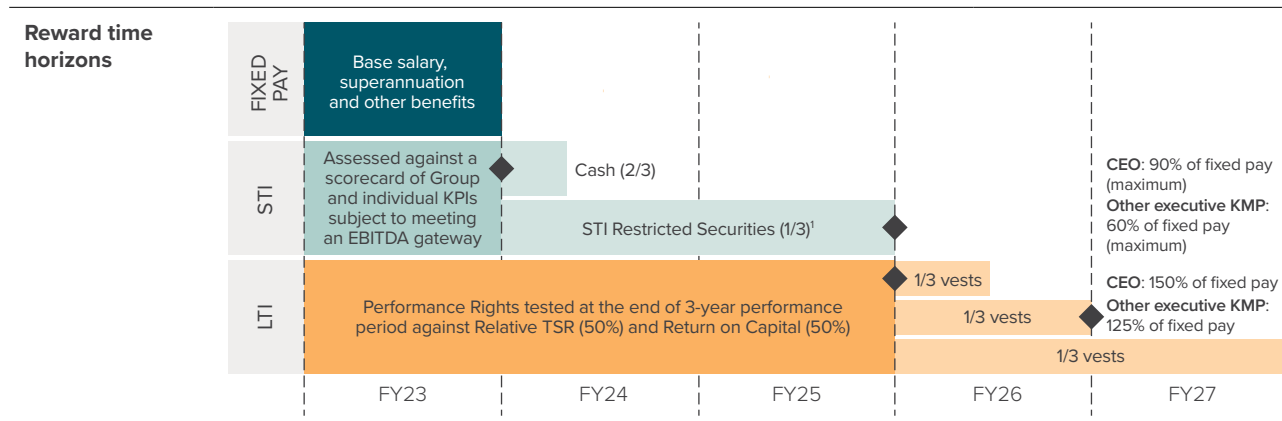 Reward time
horizons
FIXED
PAY
Base salary,
superannuation
and other benefits
STI
Assessed against a
scorecard of Group
and individual KPIs
subject to meeting
an EBITDA gateway
Cash (2/3)
STI Restricted Securities (1/3)¹
CEO: 90% of fixed pay
(maximum)
Other executive KMP:
60% of fixed pay
(maximum)
LTI
Performance Rights tested at the end of 3-year performance
period against Relative TSR (50%) and Return on Capital (50%)
1/3 vests
1/3 vests
1/3 vests
CEO: 150% of fixed pay
Other executive KMP:
125% of fixed pay
FY23
FY24
FY25
FY26
FY27